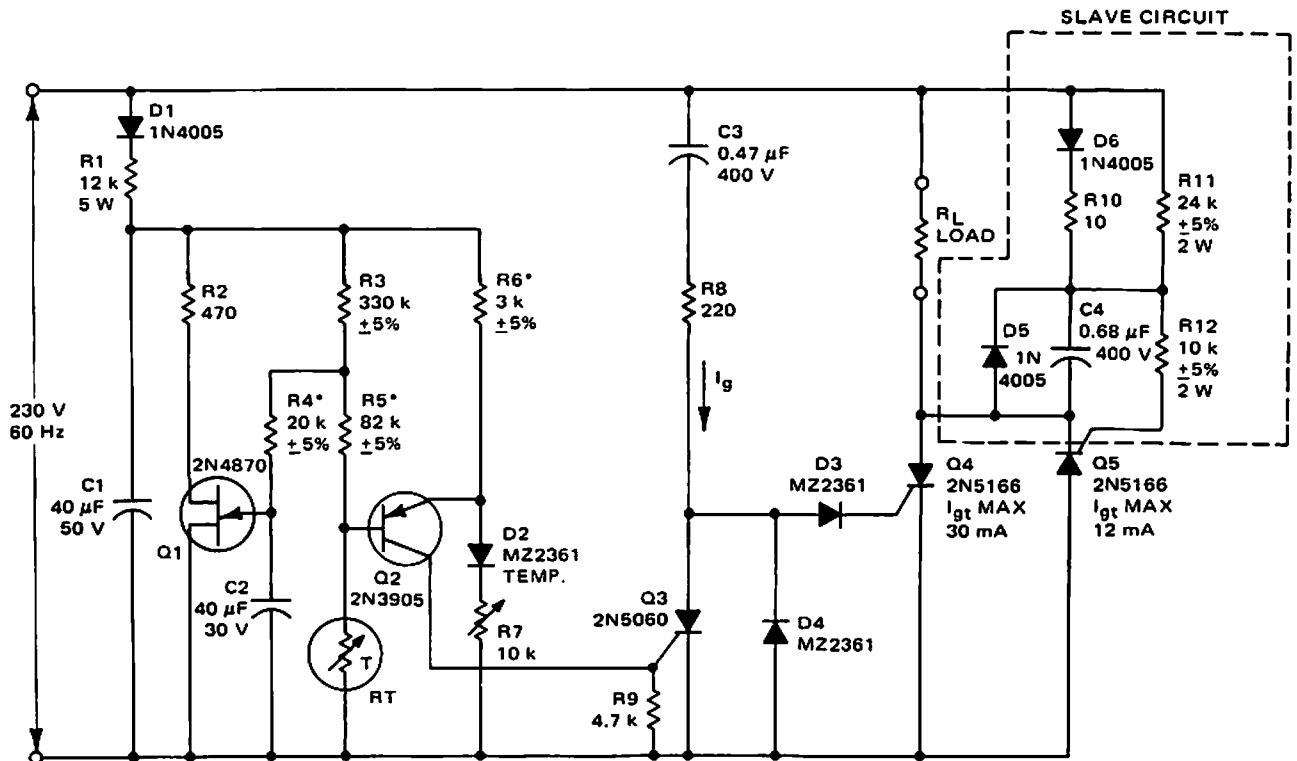 SLAVE CIRCUIT
D1
1N4005
R1
12 k
5 W
C3
0.47 μF
400 V
D6
1N4005
R10
10
R11
24 k
±5%
2 W
RL
LOAD
R2
470
R3
330 k
±5%
R6*
3 k
±5%
R8
220
Ig
D5
1N
4005
C4
0.68 μF
400 V
R12
10 k
±5%
2 W
230 V
60 Hz
R4*
20 k
±5%
R5*
82 k
±5%
2N4870
C1
40 μF
50 V
Q1
C2
40 μF
30 V
Q2
2N3905
D2
MZ2361
TEMP.
D3
MZ2361
Q4
2N5166
Igt MAX
30 mA
Q5
2N5166
Igt MAX
12 mA
Q3
2N5060
D4
MZ2361
R7
10 k
T
RT
R9
4.7 k